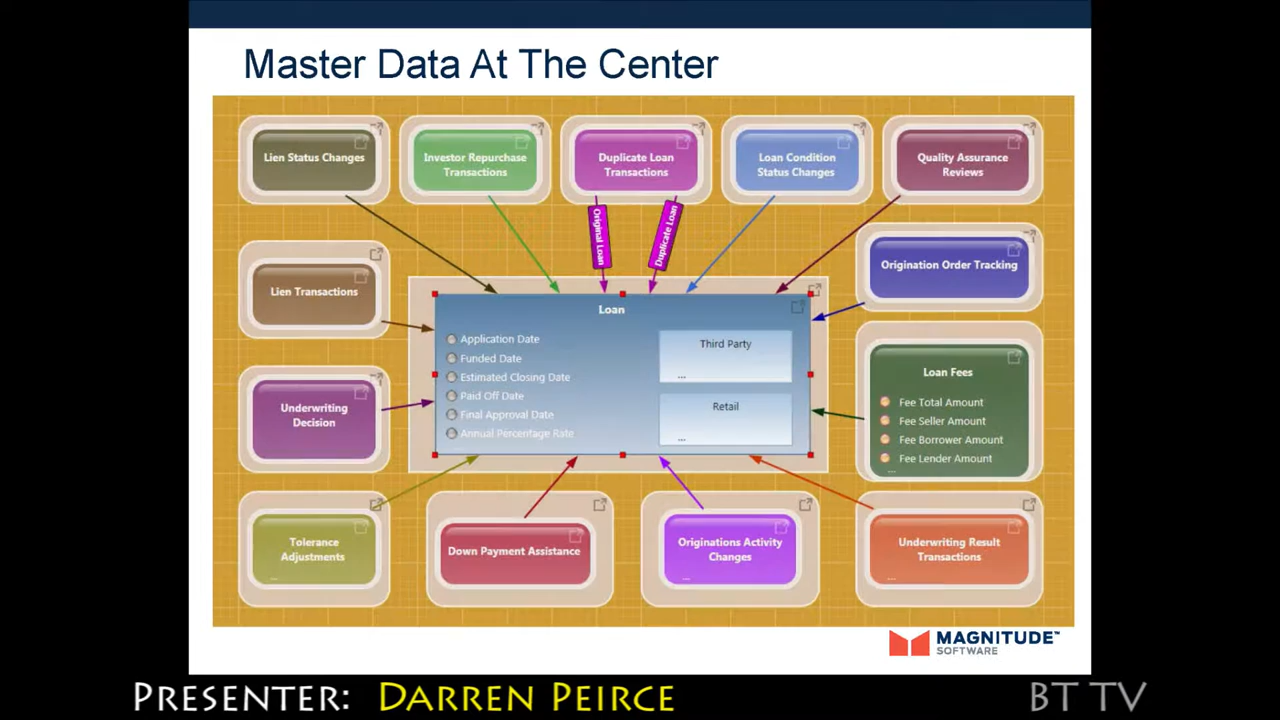 Master Data At The Center
Lien Status Changes
Investor Repurchase
Transactions
Duplicate Loan
Transactions
Loan Condition
Status Changes
Quality Assurance
Reviews
Original Loan
Duplicate Loan
Lien Transactions
Origination Order Tracking
Loan
Application Date
Funded Date
Estimated Closing Date
Paid Off Date
Final Approval Date
Annual Percentage Rate
Third Party
...
Retail
...
Underwriting
Decision
Loan Fees
Fee Total Amount
Fee Seller Amount
Fee Borrower Amount
Fee Lender Amount
...
Tolerance
Adjustments
...
Down Payment Assistance
Originations Activity
Changes
...
Underwriting Result
Transactions
...
MAGNITUDE™
SOFTWARE
PRESENTER: DARREN PEIRCE
BT TV